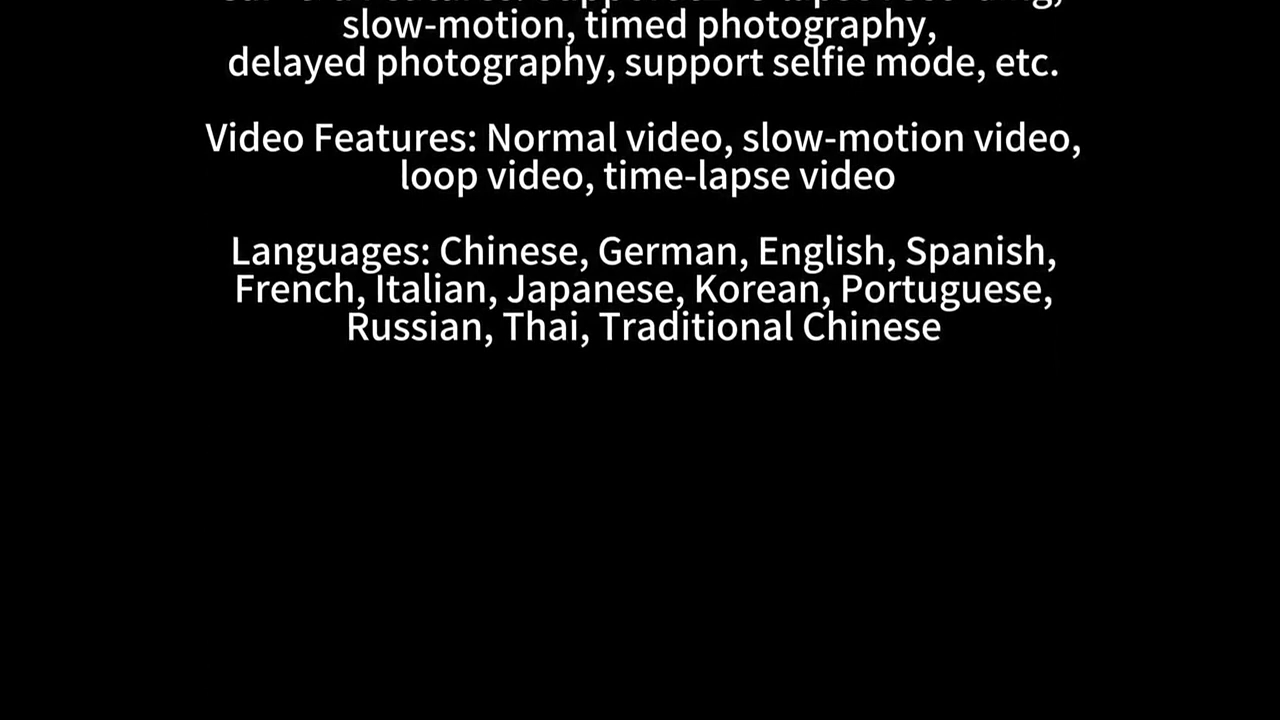 slow-motion, timed photography,
delayed photography, support selfie mode, etc.
Video Features: Normal video, slow-motion video,
loop video, time-lapse video
Languages: Chinese, German, English, Spanish,
French, Italian, Japanese, Korean, Portuguese,
Russian, Thai, Traditional Chinese